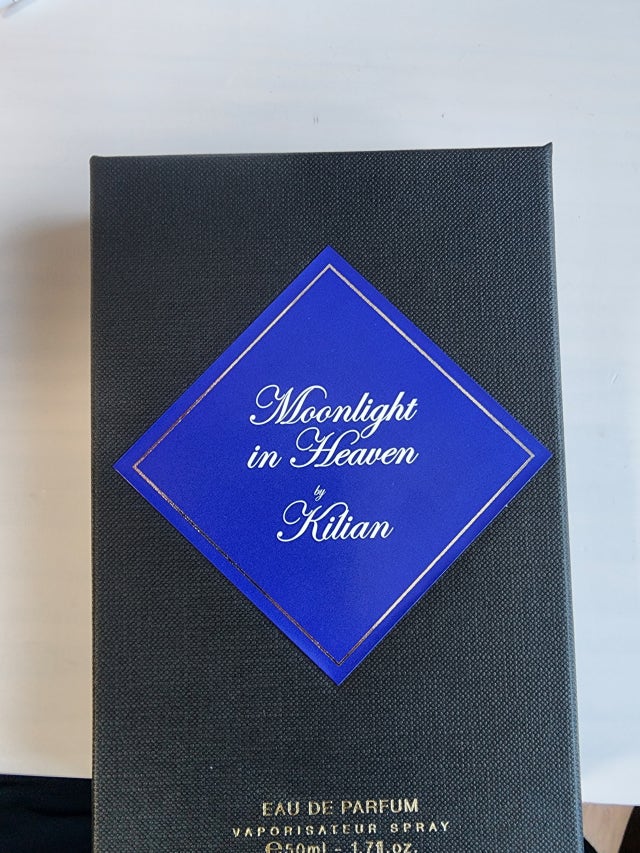 Moonlight
in Heaven
by
Kilian
EAU DE PARFUM
VAPORISATEUR SPRAY
℮50ml - 1.7fl.oz.